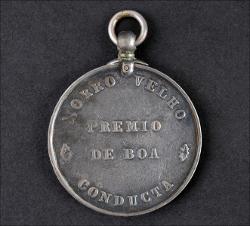 MORRO VELHO
PREMIO
DE BOA
CONDUCTA